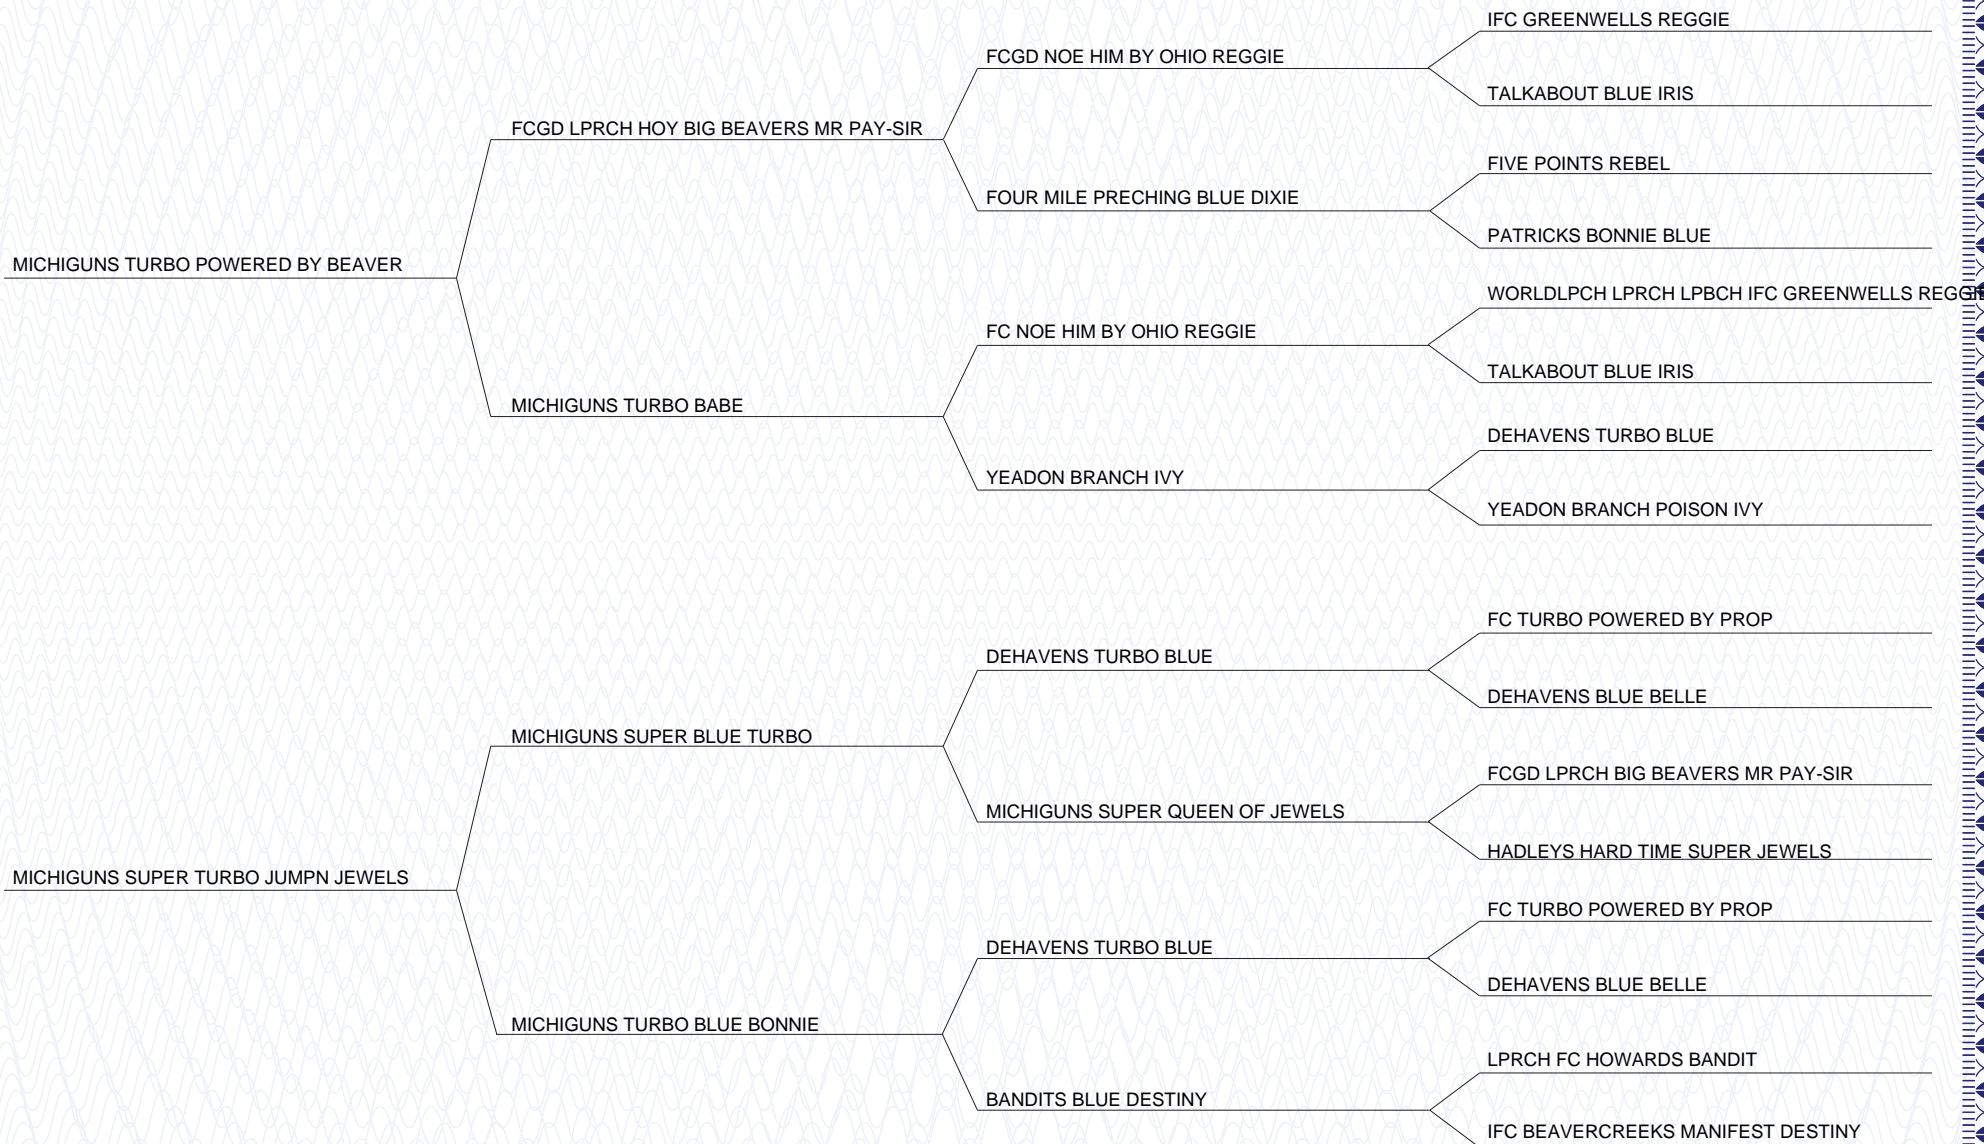 IFC GREENWELLS REGGIE
FCGD NOE HIM BY OHIO REGGIE
TALKABOUT BLUE IRIS
FCGD LPRCH HOY BIG BEAVERS MR PAY-SIR
FIVE POINTS REBEL
FOUR MILE PRECHING BLUE DIXIE
PATRICKS BONNIE BLUE
MICHIGUNS TURBO POWERED BY BEAVER
WORLDLPCH LPRCH LPBCH IFC GREENWELLS REGGIE
FC NOE HIM BY OHIO REGGIE
TALKABOUT BLUE IRIS
MICHIGUNS TURBO BABE
DEHAVENS TURBO BLUE
YEADON BRANCH IVY
YEADON BRANCH POISON IVY
FC TURBO POWERED BY PROP
DEHAVENS TURBO BLUE
DEHAVENS BLUE BELLE
MICHIGUNS SUPER BLUE TURBO
FCGD LPRCH BIG BEAVERS MR PAY-SIR
MICHIGUNS SUPER QUEEN OF JEWELS
HADLEYS HARD TIME SUPER JEWELS
MICHIGUNS SUPER TURBO JUMPN JEWELS
FC TURBO POWERED BY PROP
DEHAVENS TURBO BLUE
DEHAVENS BLUE BELLE
MICHIGUNS TURBO BLUE BONNIE
LPRCH FC HOWARDS BANDIT
BANDITS BLUE DESTINY
IFC BEAVERCREEKS MANIFEST DESTINY